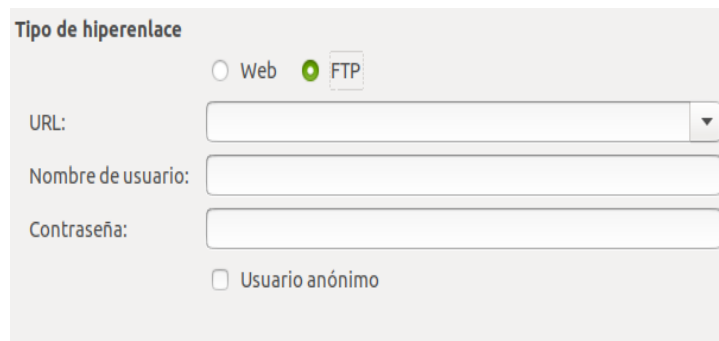 Tipo de hiperenlace
Web FTP
URL:
Nombre de usuario:
Contraseña:
Usuario anónimo